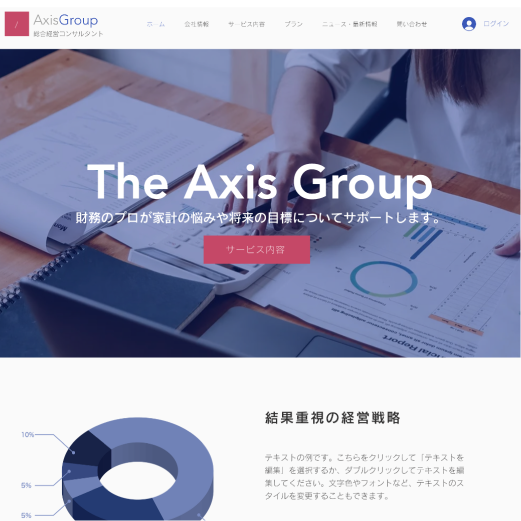 /
AxisGroup
総合経営コンサルタント
ホーム 会社情報 サービス内容 プラン ニュース・最新情報 問い合わせ ログイン
The Axis Group
財務のプロが家計の悩みや将来の目標についてサポートします。
サービス内容
ncial Report
結果重視の経営戦略
10%
テキストの例です。こちらをクリックして「テキストを
編集」を選択するか、ダブルクリックしてテキストを編
集してください。文字色やフォントなど、テキストのス
タイルを変更することもできます。
5%
5%